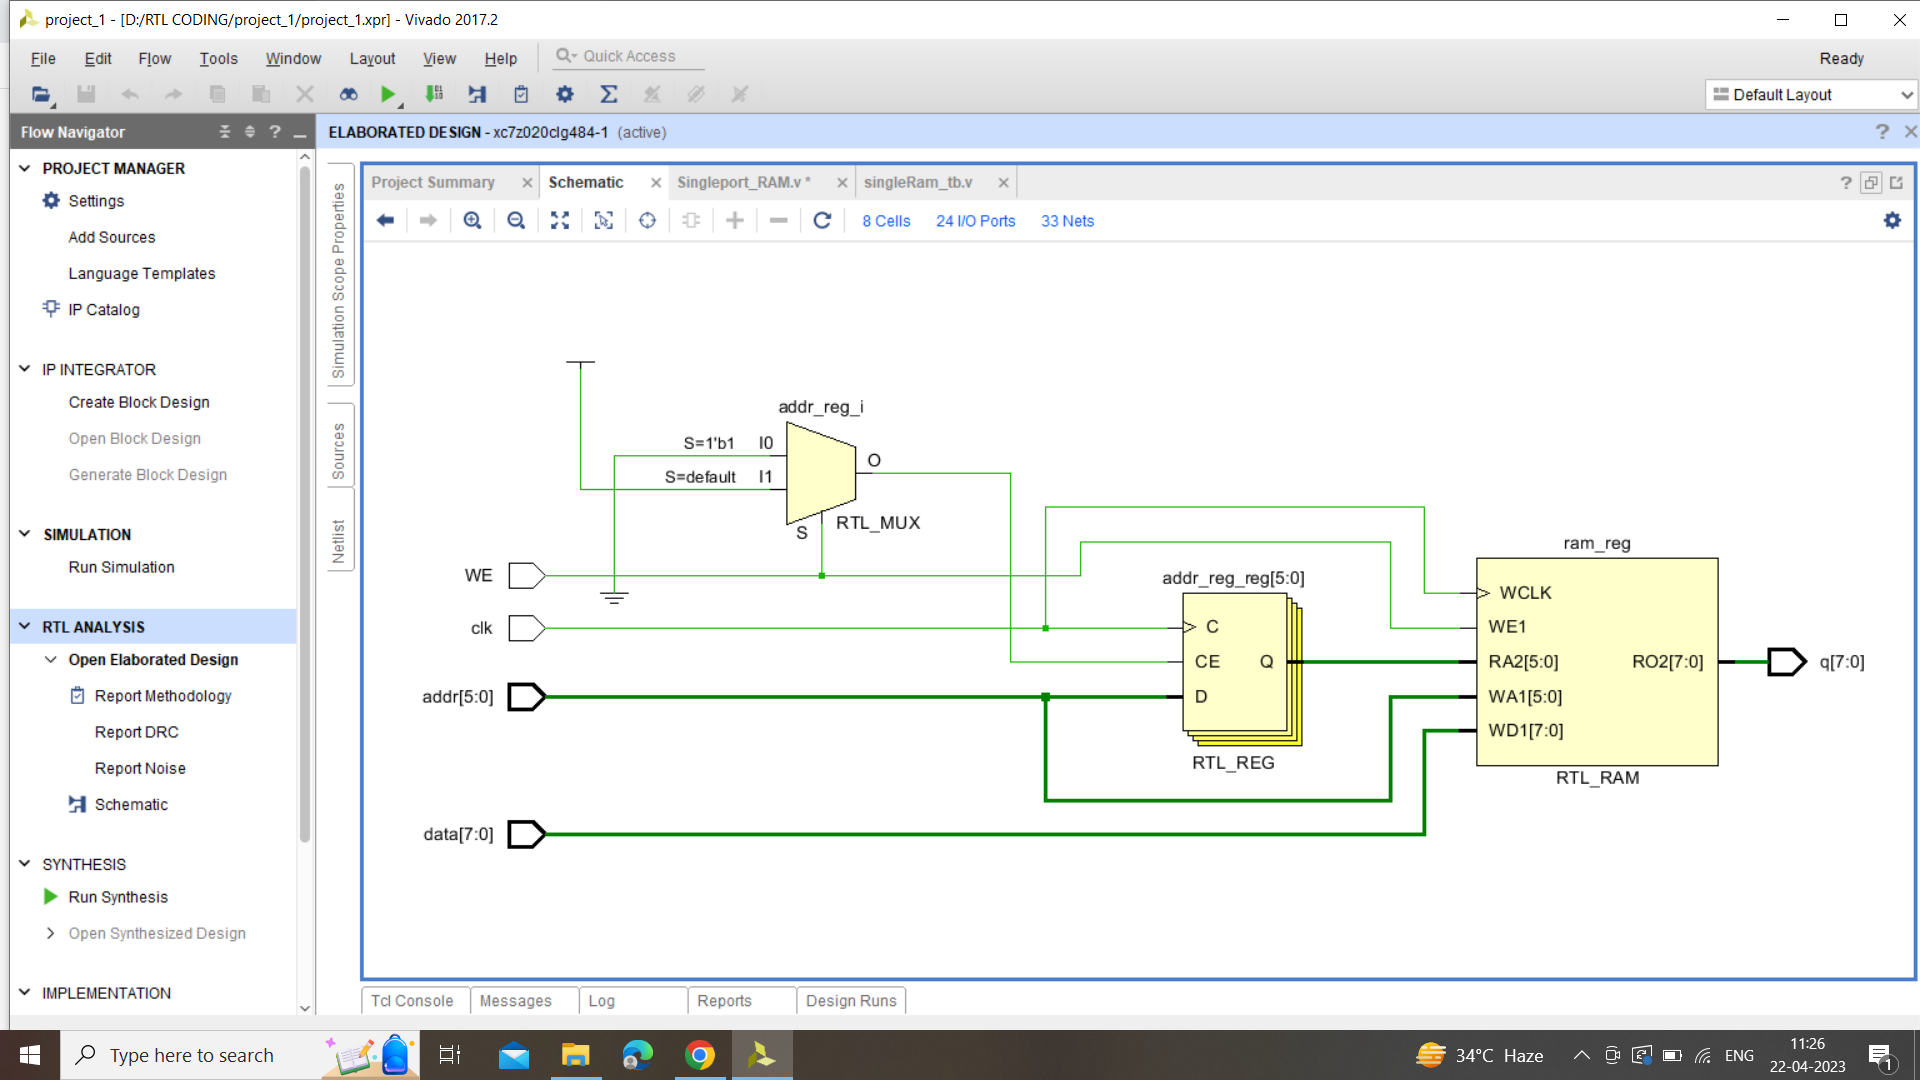 project_1 - [D:/RTL CODING/project_1/project_1.xpr] - Vivado 2017.2
File Edit Flow Tools Window Layout View Help Quick Access Ready
Default Layout
Flow Navigator
ELABORATED DESIGN - xc7z020clg484-1 (active)
PROJECT MANAGER
Settings
Add Sources
Language Templates
IP Catalog
IP INTEGRATOR
Create Block Design
Open Block Design
Generate Block Design
SIMULATION
Run Simulation
RTL ANALYSIS
Open Elaborated Design
Report Methodology
Report DRC
Report Noise
Schematic
SYNTHESIS
Run Synthesis
Open Synthesized Design
IMPLEMENTATION
Simulation Scope Properties
Sources
Netlist
Project Summary Schematic Singleport_RAM.v * singleRam_tb.v
8 Cells 24 I/O Ports 33 Nets
addr_reg_i
S=1'b1 I0
S=default I1
O
S
RTL_MUX
WE
clk
addr[5:0]
data[7:0]
addr_reg_reg[5:0]
C
CE Q
D
RTL_REG
ram_reg
WCLK
WE1
RA2[5:0] RO2[7:0]
WA1[5:0]
WD1[7:0]
RTL_RAM
q[7:0]
Tcl Console Messages Log Reports Design Runs
Type here to search
34°C Haze
ENG
11:26
22-04-2023
1